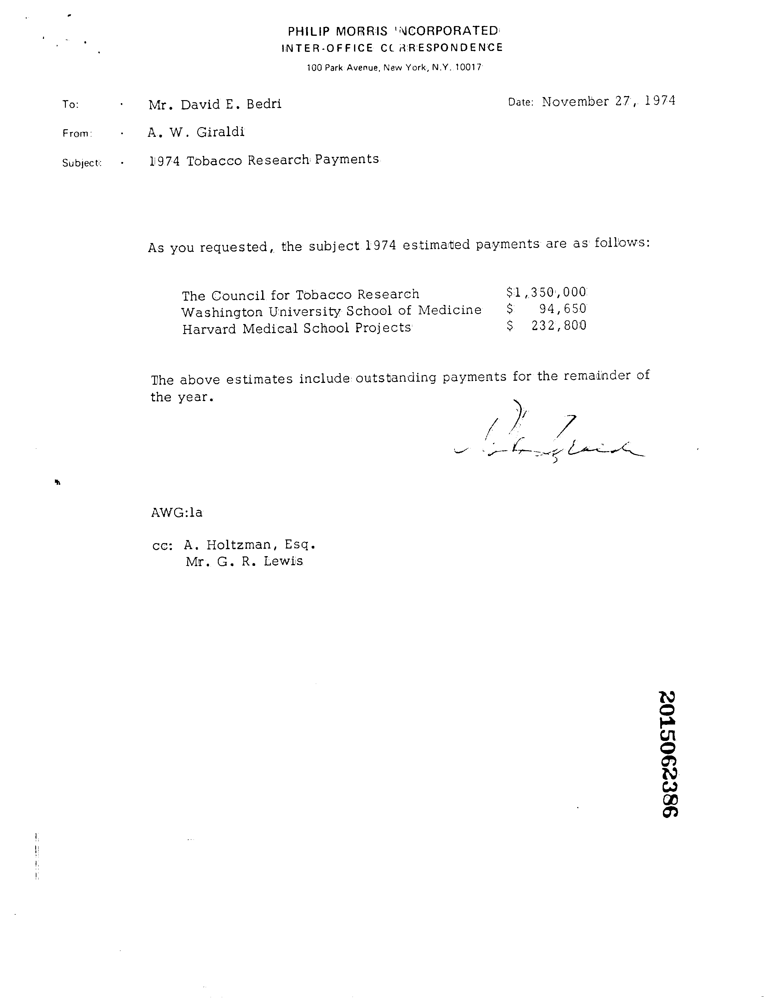 PHILIP MORRIS INCORPORATED
INTER-OFFICE CORRESPONDENCE
100 Park Avenue, New York, N.Y. 10017
To: Mr. David E. Bedri Date: November 27, 1974
From: A. W. Giraldi
Subject: 1974 Tobacco Research Payments
As you requested, the subject 1974 estimated payments are as follows:
The Council for Tobacco Research $1,350,000
Washington University School of Medicine $ 94,650
Harvard Medical School Projects $ 232,800
The above estimates include outstanding payments for the remainder of
the year.
AWG:la
cc: A. Holtzman, Esq.
Mr. G. R. Lewis
2015062386